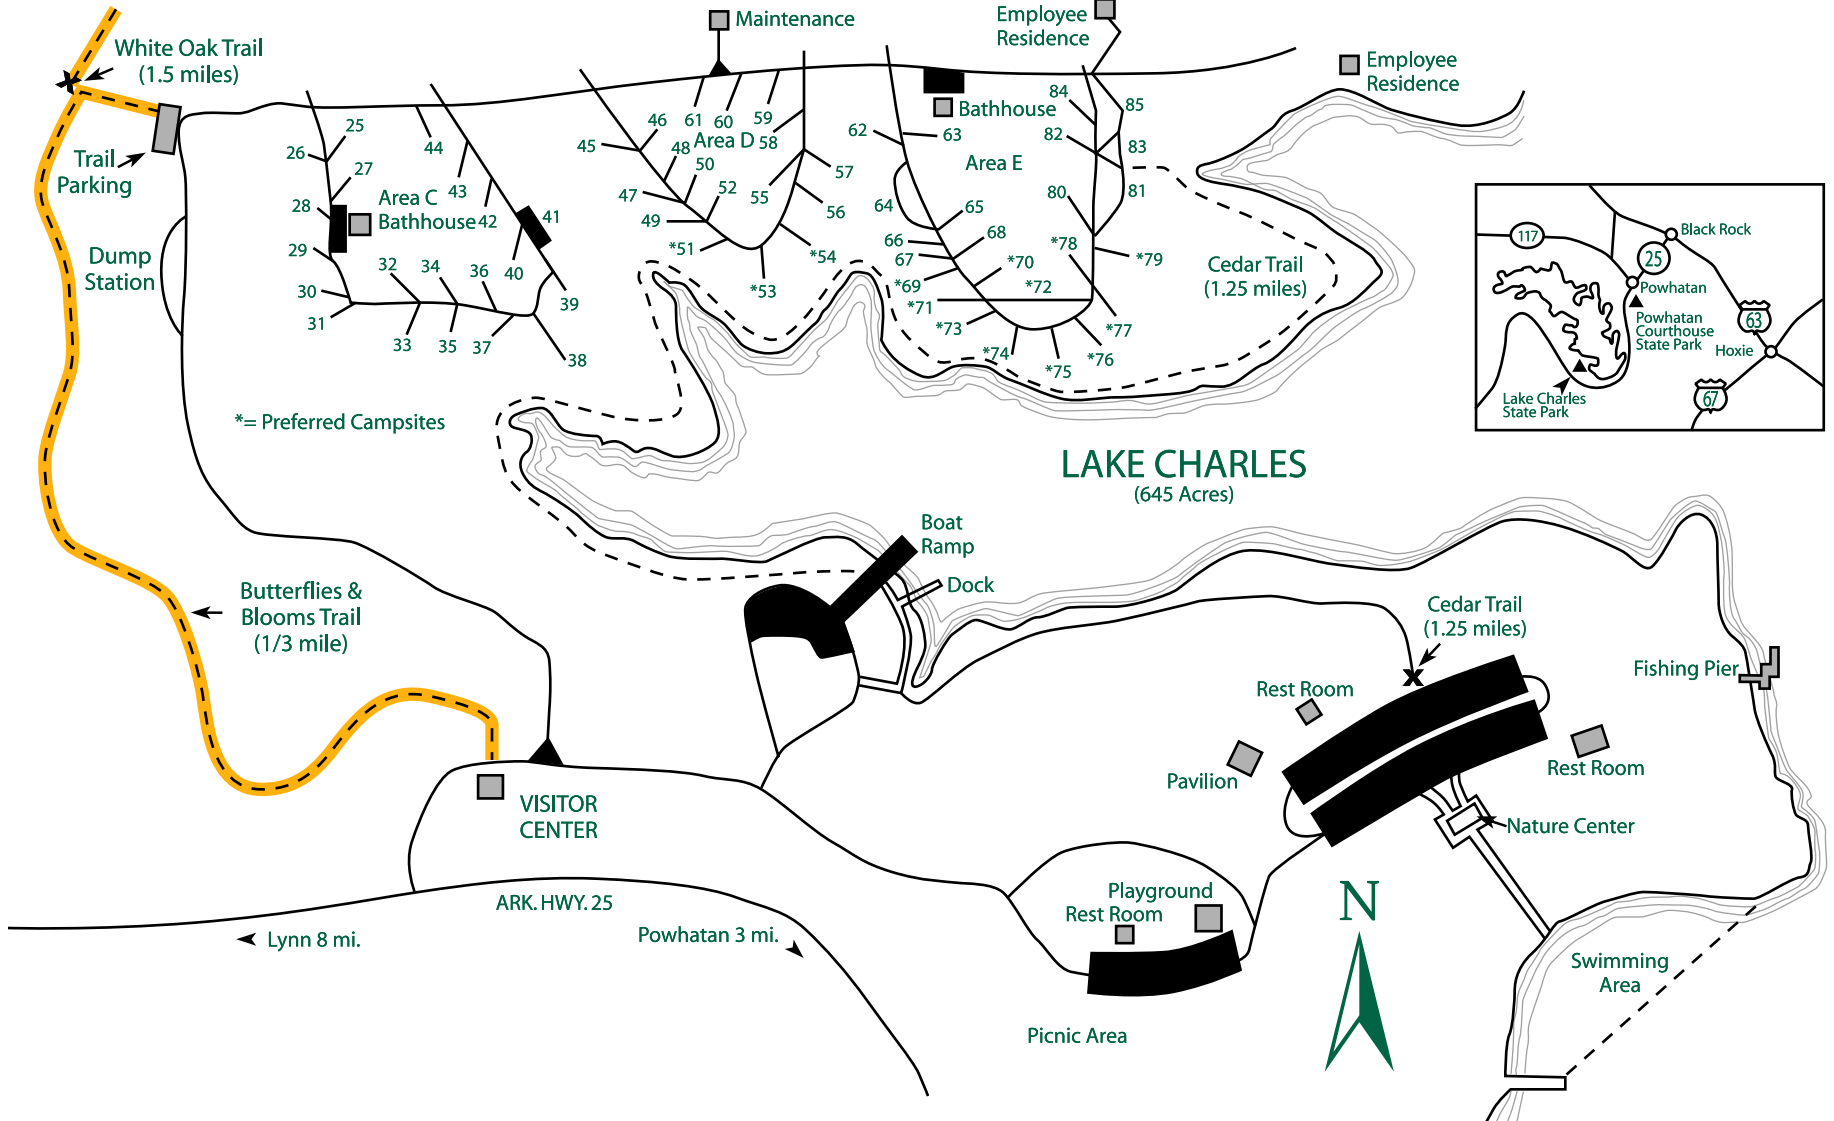 Maintenance
Employee
Residence
Employee
Residence
White Oak Trail
(1.5 miles)
Trail
Parking
Dump
Station
25
26
27
28
29
30
31
32
33
34
35
36
37
38
39
40
41
42
43
44
Area C
Bathhouse
45
46
47
48
49
50
*51
52
*53
*54
55
56
57
58
59
60
61
Area D
62
63
64
65
66
67
68
*69
*70
*71
*72
*73
*74
*75
*76
*77
*78
*79
80
81
82
83
84
85
Bathhouse
Area E
Cedar Trail
(1.25 miles)
117
Black Rock
25
Powhatan
Powhatan
Courthouse
State Park
63
Hoxie
67
Lake Charles
State Park
*= Preferred Campsites
LAKE CHARLES
(645 Acres)
Boat
Ramp
Dock
Butterflies &
Blooms Trail
(1/3 mile)
Cedar Trail
(1.25 miles)
Fishing Pier
Rest Room
Pavilion
Rest Room
Nature Center
VISITOR
CENTER
Playground
Rest Room
ARK. HWY. 25
Lynn 8 mi.
Powhatan 3 mi.
N
Swimming
Area
Picnic Area